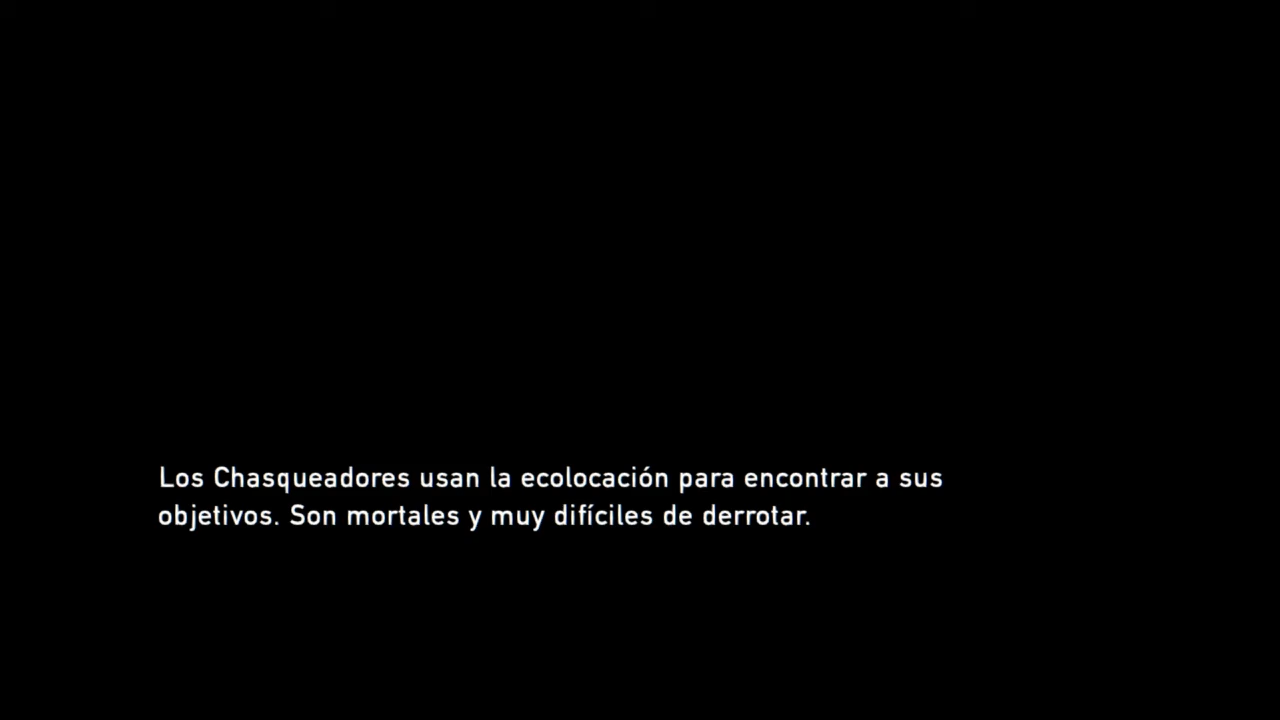 Los Chasqueadores usan la ecolocación para encontrar a sus
objetivos. Son mortales y muy difíciles de derrotar.